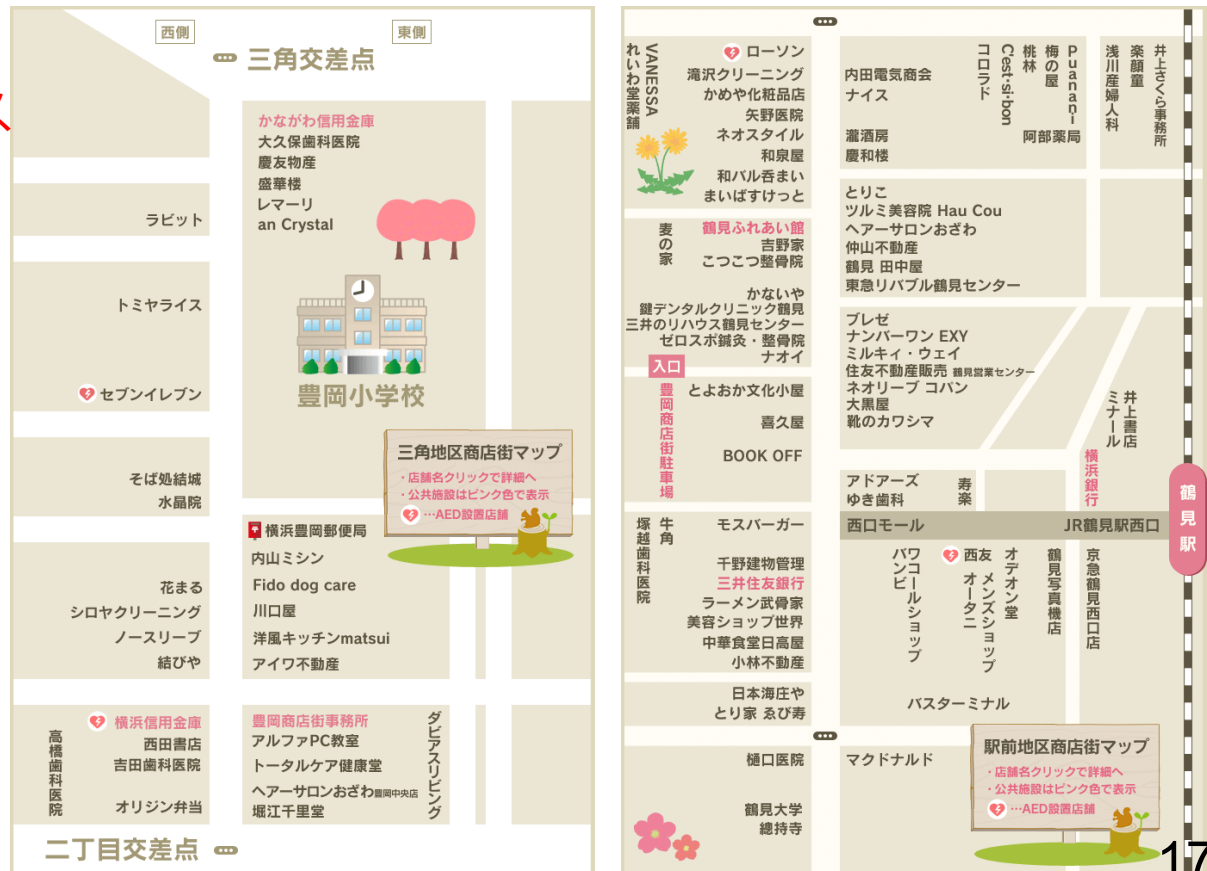 西側
東側
三角交差点
ス
かながわ信用金庫
大久保歯科医院
慶友物産
盛華楼
レマーリ
an Crystal
ラビット
トミヤライス
セブンイレブン
豊岡小学校
三角地区商店街マップ
・店舗名クリックで詳細へ
・公共施設はピンク色で表示
…AED設置店舗
そば処結城
水晶院
花まる
シロヤクリーニング
ノースリーブ
結びや
横浜豊岡郵便局
内山ミシン
Fido dog care
川口屋
洋風キッチンmatsui
アイワ不動産
横浜信用金庫
西田書店
吉田歯科医院
オリジン弁当
高橋歯科医院
豊岡商店街事務所
アルファPC教室
トータルケア健康堂
ヘアーサロンおざわ豊岡中央店
堀江千里堂
ダビアスリビング
二丁目交差点
VANESSA
れいわ堂薬舗
ローソン
滝沢クリーニング
かめや化粧品店
矢野医院
ネオスタイル
和泉屋
和バル呑まい
まいばすけっと
内田電気商会
ナイス
瀧酒房
慶和楼
コロラド
C'est・si・bon
桃林
梅の屋
Puanani
阿部薬局
浅川産婦人科
楽顔童
井上さくら事務所
麦の家
鶴見ふれあい館
吉野家
こつこつ整骨院
かないや
鍵デンタルクリニック鶴見
三井のリハウス鶴見センター
ゼロスポ鍼灸・整骨院
ナオイ
とりこ
ツルミ美容院 Hau Cou
ヘアーサロンおざわ
仲山不動産
鶴見 田中屋
東急リバブル鶴見センター
ブレゼ
ナンバーワン EXY
ミルキィ・ウェイ
住友不動産販売 鶴見営業センター
ネオリーブ コパン
大黒屋
靴のカワシマ
入口
豊岡商店街駐車場
とよおか文化小屋
喜久屋
BOOK OFF
井上書店
ミナール
横浜銀行
アドアーズ
ゆき歯科
寿楽
西口モール
JR鶴見駅西口
鶴見駅
牛角
塚越歯科医院
モスバーガー
千野建物管理
三井住友銀行
ラーメン武骨家
美容ショップ世界
中華食堂日高屋
小林不動産
ワコールショップ
パンビ
西友
オータニ
メンズショップ
オデオン堂
鶴見写真機店
京急鶴見西口店
日本海庄や
とり家 ゑび寿
バスターミナル
樋口医院
鶴見大学
總持寺
マクドナルド
駅前地区商店街マップ
・店舗名クリックで詳細へ
・公共施設はピンク色で表示
…AED設置店舗
17